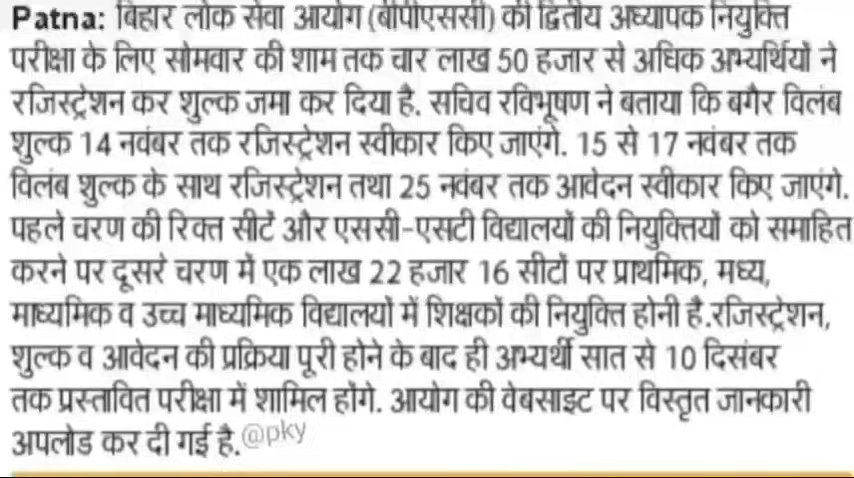 Patna: बिहार लोक सेवा आयोग (बीपीएससी) की द्वितीय अध्यापक नियुक्ति
परीक्षा के लिए सोमवार की शाम तक चार लाख 50 हजार से अधिक अभ्यर्थियों ने
रजिस्ट्रेशन कर शुल्क जमा कर दिया है. सचिव रविभूषण ने बताया कि बगैर विलंब
शुल्क 14 नवंबर तक रजिस्ट्रेशन स्वीकार किए जाएंगे. 15 से 17 नवंबर तक
विलंब शुल्क के साथ रजिस्ट्रेशन तथा 25 नवंबर तक आवेदन स्वीकार किए जाएंगे.
पहले चरण की रिक्त सीटें और एससी-एसटी विद्यालयों की नियुक्तियों को समाहित
करने पर दूसरे चरण में एक लाख 22 हजार 16 सीटों पर प्राथमिक, मध्य,
माध्यमिक व उच्च माध्यमिक विद्यालयों में शिक्षकों की नियुक्ति होनी है.रजिस्ट्रेशन,
शुल्क व आवेदन की प्रक्रिया पूरी होने के बाद ही अभ्यर्थी सात से 10 दिसंबर
तक प्रस्तावित परीक्षा में शामिल होंगे. आयोग की वेबसाइट पर विस्तृत जानकारी
अपलोड कर दी गई है.@pky